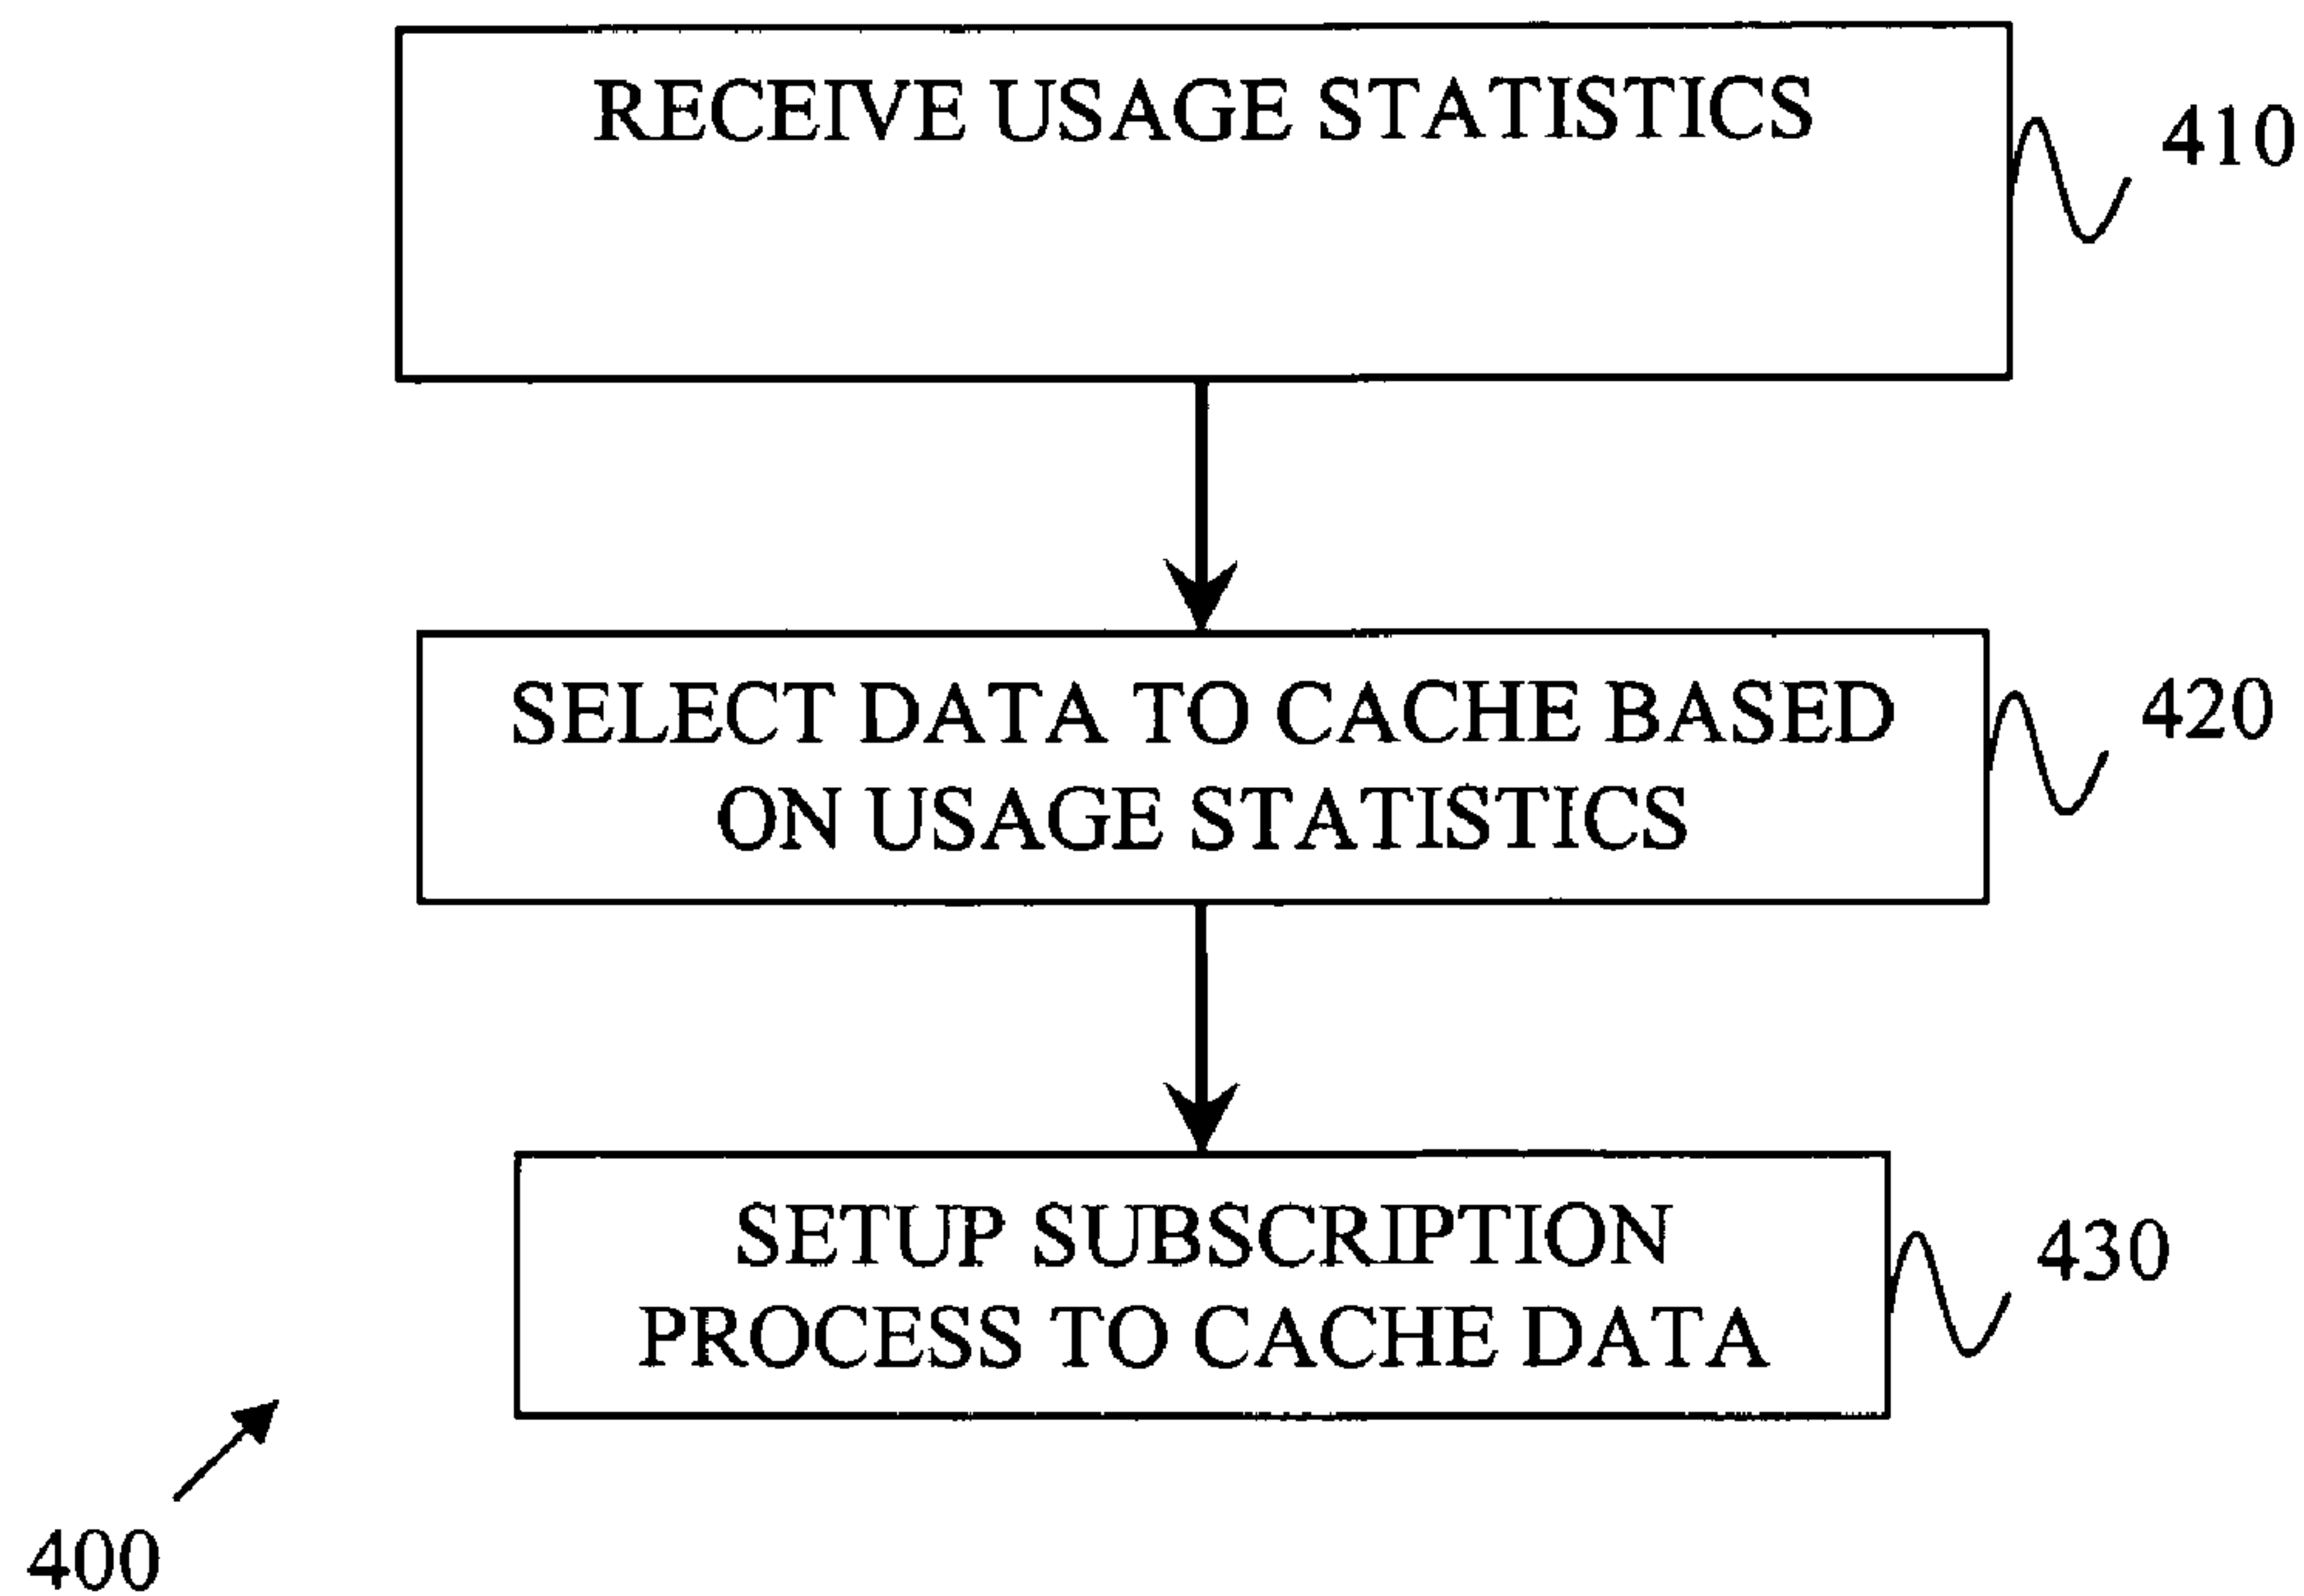 RECEIVE USAGE STATISTICS
410
SELECT DATA TO CACHE BASED
ON USAGE STATISTICS
420
SETUP SUBSCRIPTION
PROCESS TO CACHE DATA
430
400